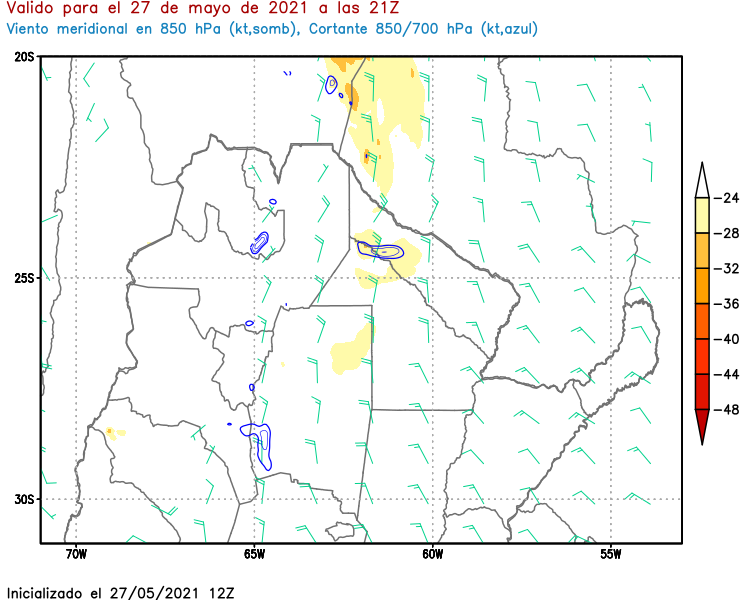 Valido para el 27 de mayo de 2021 a las 21Z
Viento meridional en 850 hPa (kt,somb), Cortante 850/700 hPa (kt,azul)
20S
25S
30S
70W
65W
60W
55W
-24
-28
-32
-36
-40
-44
-48
Inicializado el 27/05/2021 12Z